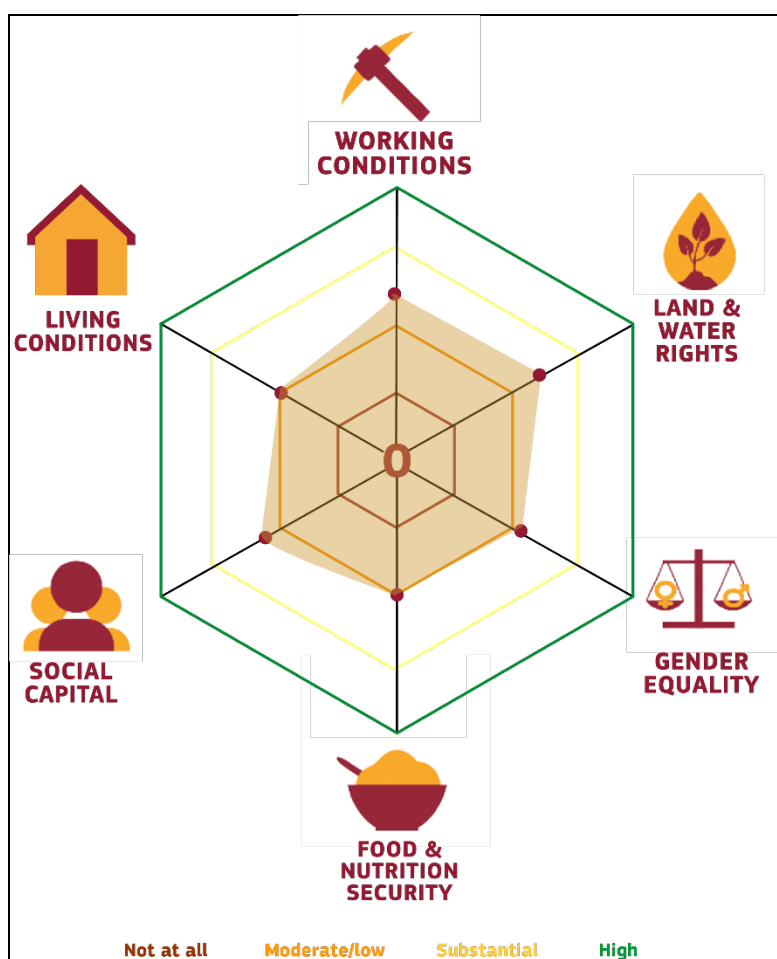 WORKING
CONDITIONS
LIVING
CONDITIONS
LAND &
WATER
RIGHTS
0
SOCIAL
CAPITAL
GENDER
EQUALITY
FOOD &
NUTRITION
SECURITY
Not at all Moderate/low Substantial High